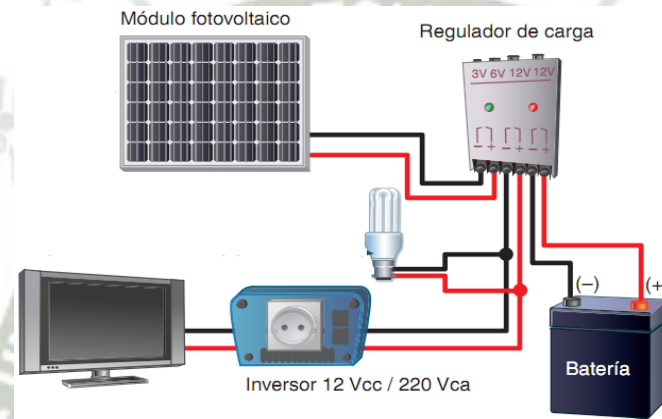 Módulo fotovoltaico
Regulador de carga
3V 6V 12V 12V
- + - + - +
(–) (+
Batería
Inversor 12 Vcc / 220 Vca